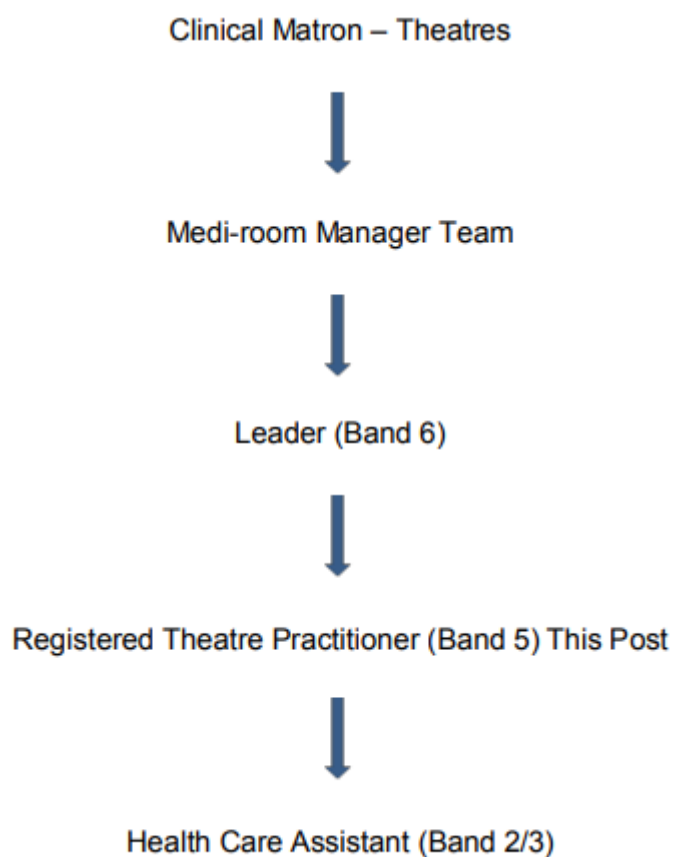 Clinical Matron – Theatres
Medi-room Manager Team
Leader (Band 6)
Registered Theatre Practitioner (Band 5) This Post
Health Care Assistant (Band 2/3)